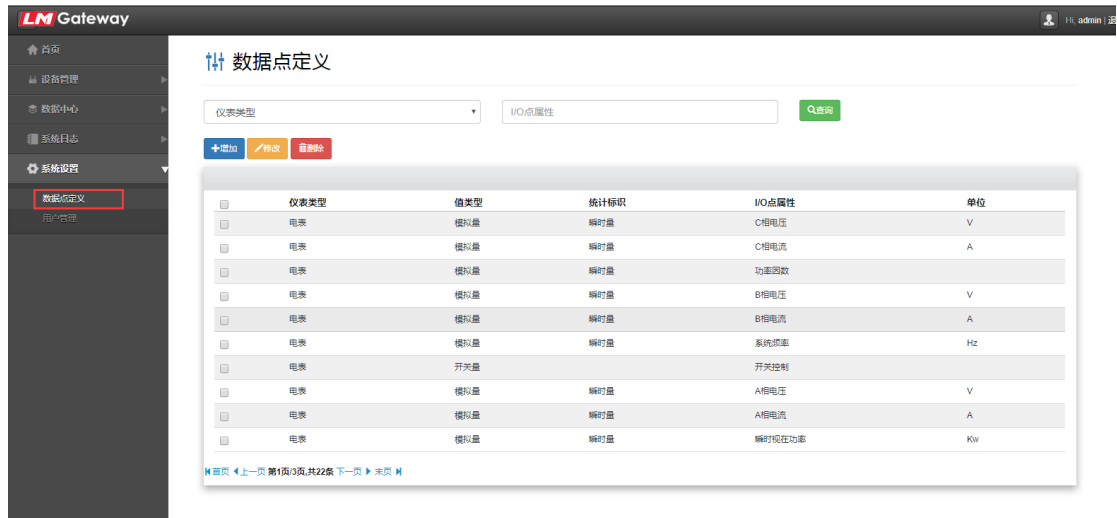 LM Gateway
Hi, admin | 退
首页
设备管理
数据中心
系统日志
系统设置
数据点定义
用户管理
数据点定义
仪表类型 I/O点属性 查询
增加 修改 删除
仪表类型 值类型 统计标识 I/O点属性 单位
电表 模拟量 瞬时量 C相电压 V
电表 模拟量 瞬时量 C相电流 A
电表 模拟量 瞬时量 功率因数
电表 模拟量 瞬时量 B相电压 V
电表 模拟量 瞬时量 B相电流 A
电表 模拟量 瞬时量 系统频率 Hz
电表 开关量 开关控制
电表 模拟量 瞬时量 A相电压 V
电表 模拟量 瞬时量 A相电流 A
电表 模拟量 瞬时量 瞬时现在功率 Kw
首页 上一页 第1页/3页,共22条 下一页 末页